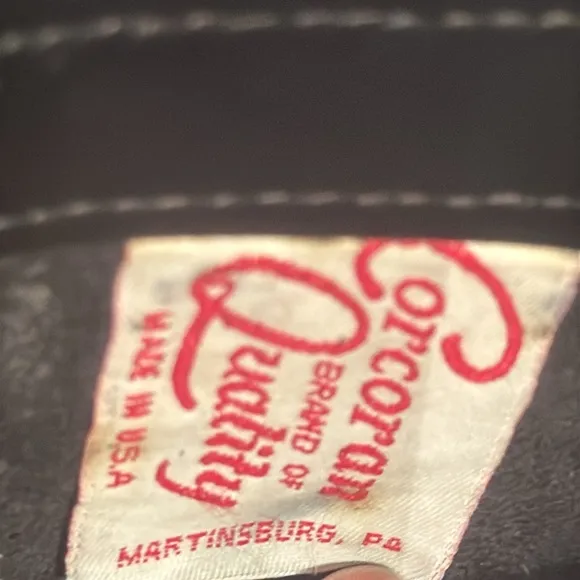 Corcoran
BRAND OF
Quality
MADE IN U.S.A
MARTINSBURG, PA